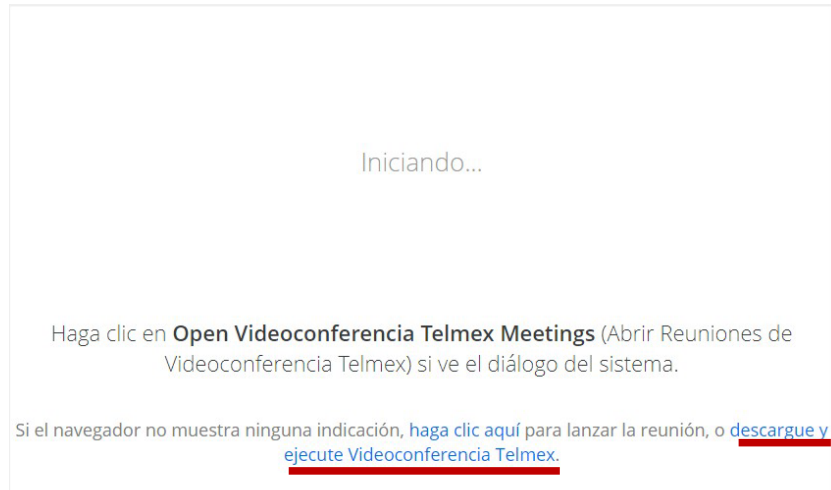 Iniciando...
Haga clic en Open Videoconferencia Telmex Meetings (Abrir Reuniones de
Videoconferencia Telmex) si ve el diálogo del sistema.
Si el navegador no muestra ninguna indicación, haga clic aquí para lanzar la reunión, o descargue y
ejecute Videoconferencia Telmex.